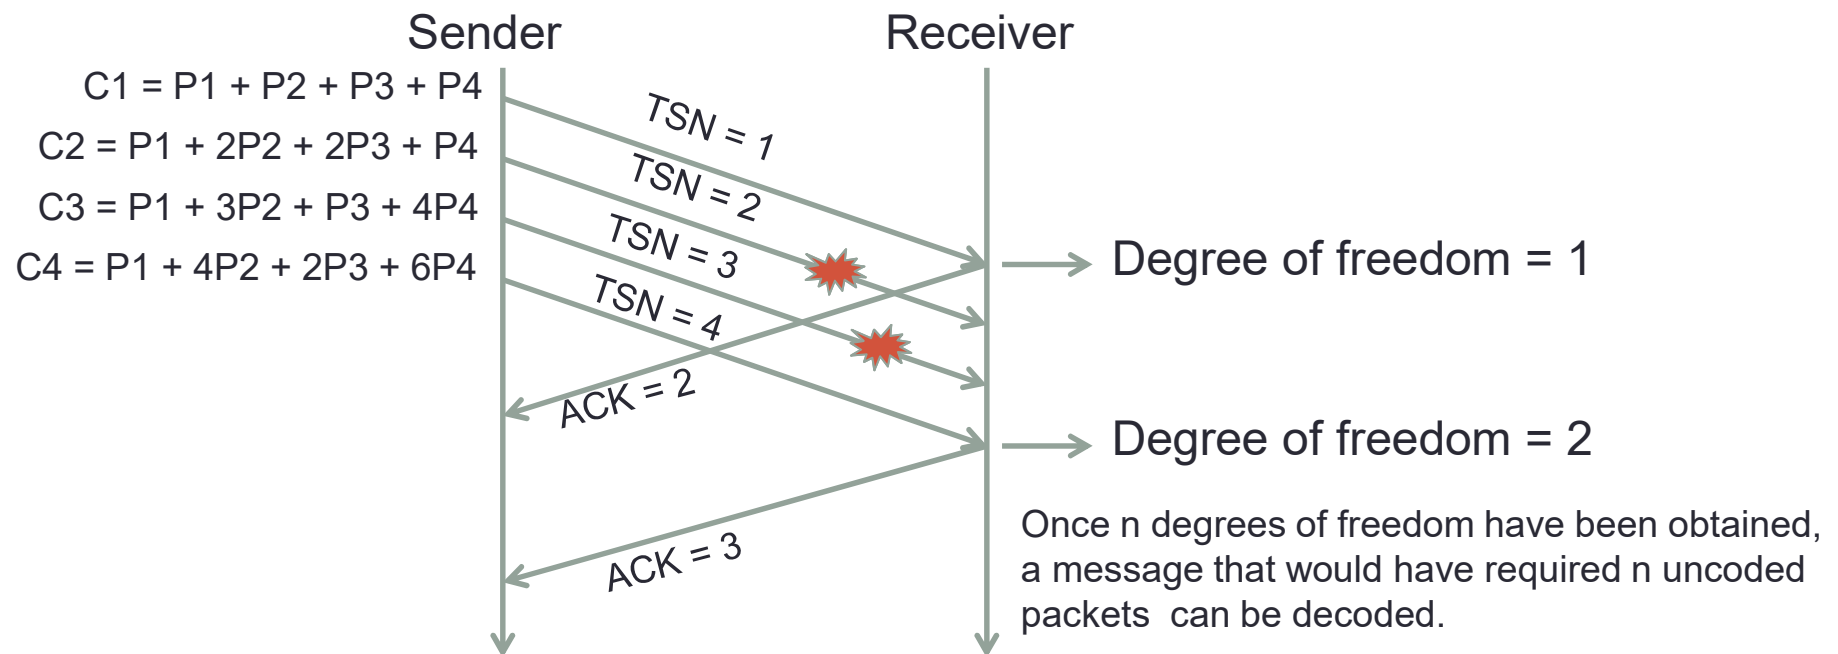 Sender
Receiver
C1 = P1 + P2 + P3 + P4
C2 = P1 + 2P2 + 2P3 + P4
C3 = P1 + 3P2 + P3 + 4P4
C4 = P1 + 4P2 + 2P3 + 6P4
TSN = 1
TSN = 2
TSN = 3
TSN = 4
ACK = 2
ACK = 3
Degree of freedom = 1
Degree of freedom = 2
Once n degrees of freedom have been obtained,
a message that would have required n uncoded
packets can be decoded.